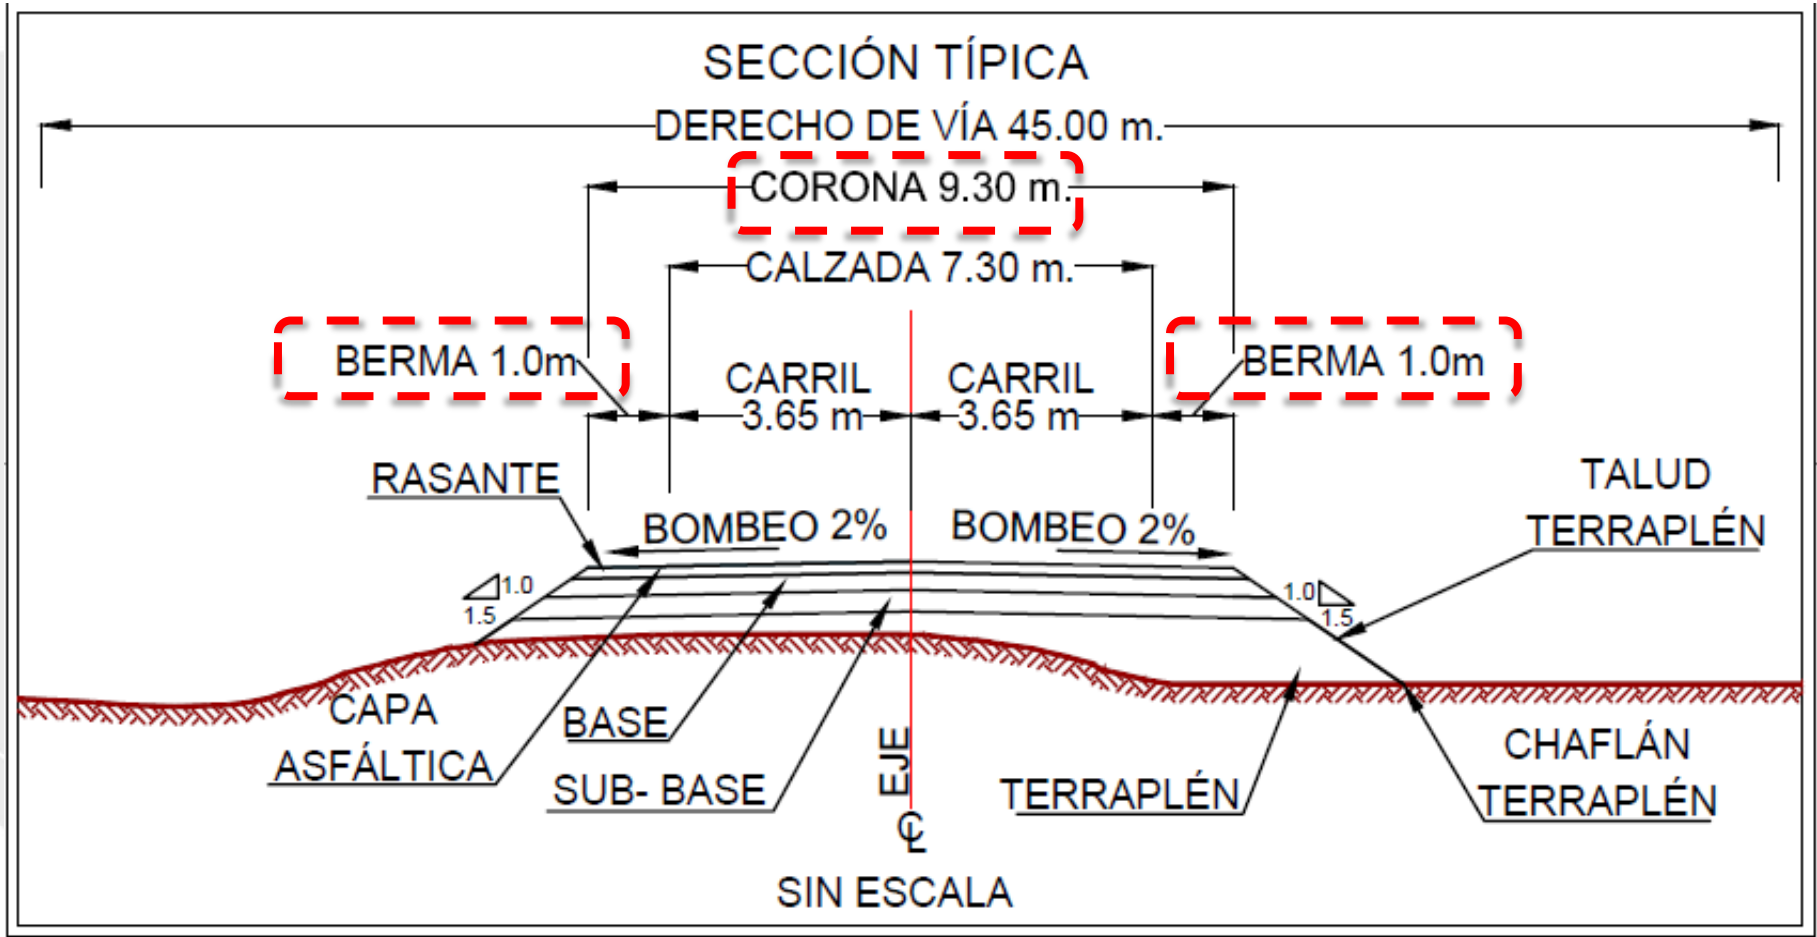 SECCIÓN TÍPICA
DERECHO DE VÍA 45.00 m.
CORONA 9.30 m.
CALZADA 7.30 m.
BERMA 1.0m
BERMA 1.0m
CARRIL
3.65 m
CARRIL
3.65 m
RASANTE
TALUD
TERRAPLÉN
BOMBEO 2%
BOMBEO 2%
1.0
1.5
1.0
1.5
CAPA
ASFÁLTICA
BASE
SUB- BASE
EJE
℄
TERRAPLÉN
CHAFLÁN
TERRAPLÉN
SIN ESCALA